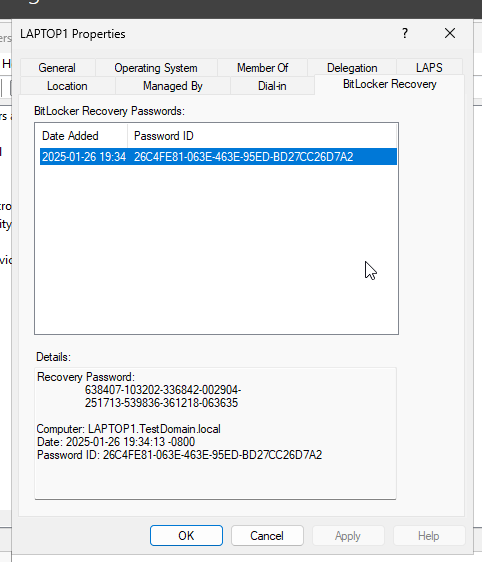 LAPTOP1 Properties
?
General Operating System Member Of Delegation LAPS
Location Managed By Dial-in BitLocker Recovery
BitLocker Recovery Passwords:
Date Added Password ID
2025-01-26 19:34 26C4FE81-063E-463E-95ED-BD27CC26D7A2
Details:
Recovery Password:
638407-103202-336842-002904-
251713-539836-361218-063635
Computer: LAPTOP1.TestDomain.local
Date: 2025-01-26 19:34:13 -0800
Password ID: 26C4FE81-063E-463E-95ED-BD27CC26D7A2
OK Cancel Apply Help